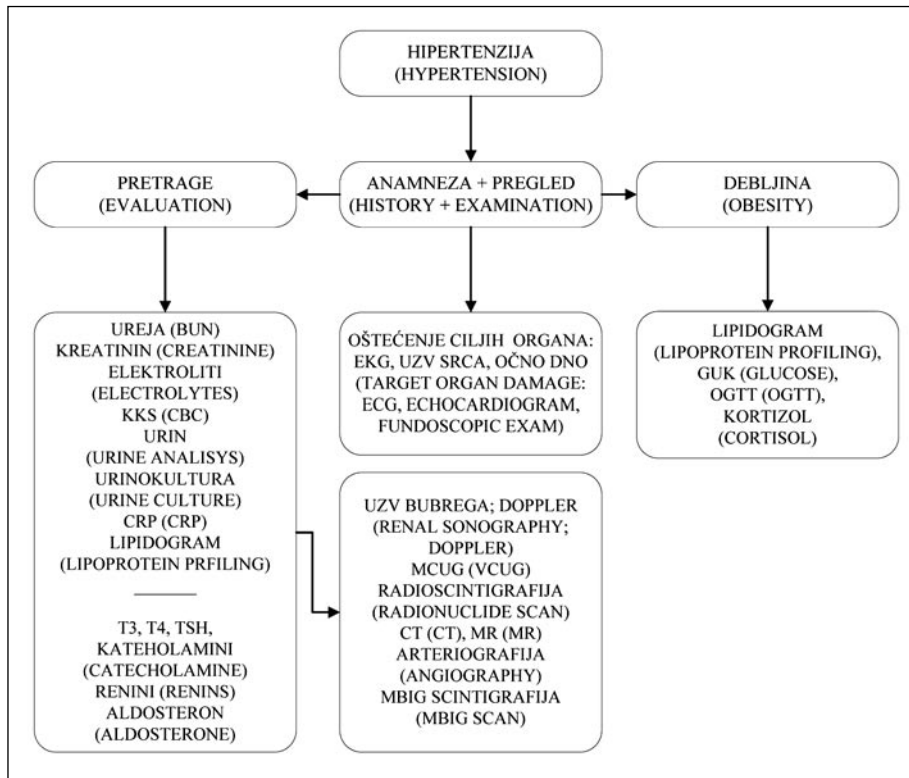 HIPERTENZIJA
(HYPERTENSION)
PRETRAGE
(EVALUATION)
ANAMNEZA + PREGLED
(HISTORY + EXAMINATION)
DEBLJINA
(OBESITY)
UREJA (BUN)
KREATININ (CREATININE)
ELEKTROLITI
(ELECTROLYTES)
KKS (CBC)
URIN
(URINE ANALISYS)
URINOKULTURA
(URINE CULTURE)
CRP (CRP)
LIPIDOGRAM
(LIPOPROTEIN PRFILING)
T3, T4, TSH,
KATEHOLAMINI
(CATECHOLAMINE)
RENINI (RENINS)
ALDOSTERON
(ALDOSTERONE)
OŠTEĆENJE CILJIH ORGANA:
EKG, UZV SRCA, OČNO DNO
(TARGET ORGAN DAMAGE:
ECG, ECHOCARDIOGRAM,
FUNDOSCOPIC EXAM)
UZV BUBREGA; DOPPLER
(RENAL SONOGRAPHY;
DOPPLER)
MCUG (VCUG)
RADIOSCINTIGRAFIJA
(RADIONUCLIDE SCAN)
CT (CT), MR (MR)
ARTERIOGRAFIJA
(ANGIOGRAPHY)
MBIG SCINTIGRAFIJA
(MBIG SCAN)
LIPIDOGRAM
(LIPOPROTEIN PROFILING),
GUK (GLUCOSE),
OGTT (OGTT),
KORTIZOL
(CORTISOL)